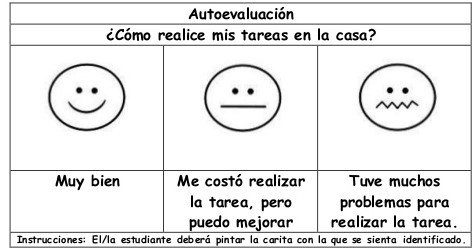 Autoevaluación
¿Cómo realice mis tareas en la casa?
Muy bien
Me costó realizar
la tarea, pero
puedo mejorar
Tuve muchos
problemas para
realizar la tarea.
Instrucciones: El/la estudiante deberá pintar la carita con la que se sienta identificado.